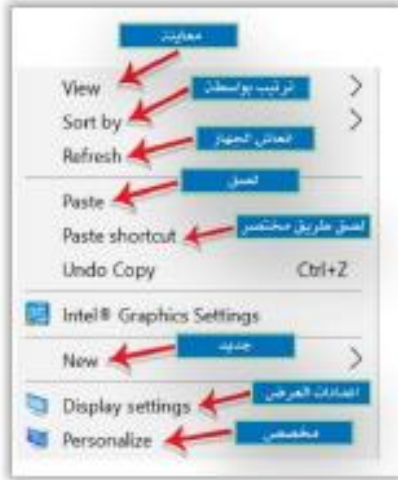 معاينة
View
ترتيب بواسطة
Sort by
انعاش الجهاز
Refresh
لصق
Paste
لصق طريق مختصر
Paste shortcut
Undo Copy Ctrl+Z
Intel® Graphics Settings
جديد
New
اعدادات العرض
Display settings
مخصص
Personalize